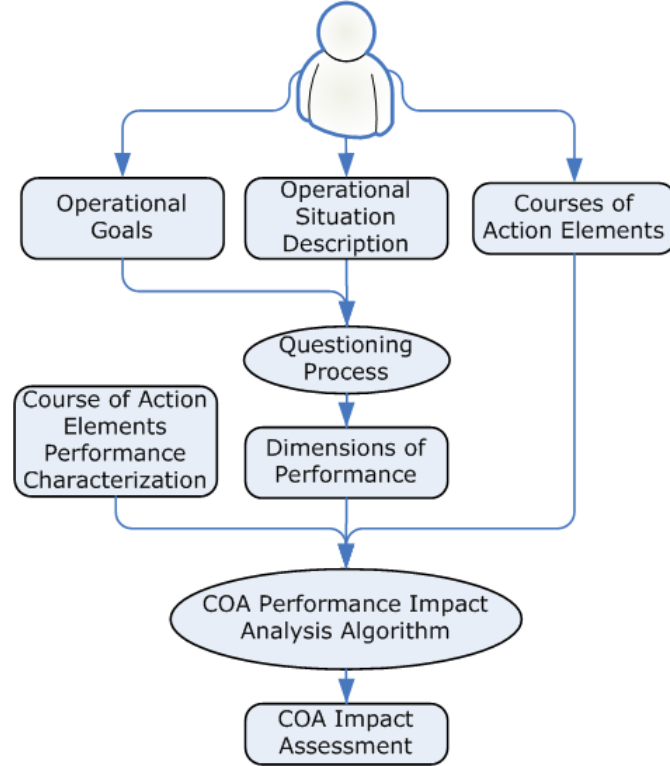 Operational
Goals
Operational
Situation
Description
Courses of
Action Elements
Questioning
Process
Course of Action
Elements
Performance
Characterization
Dimensions of
Performance
COA Performance Impact
Analysis Algorithm
COA Impact
Assessment